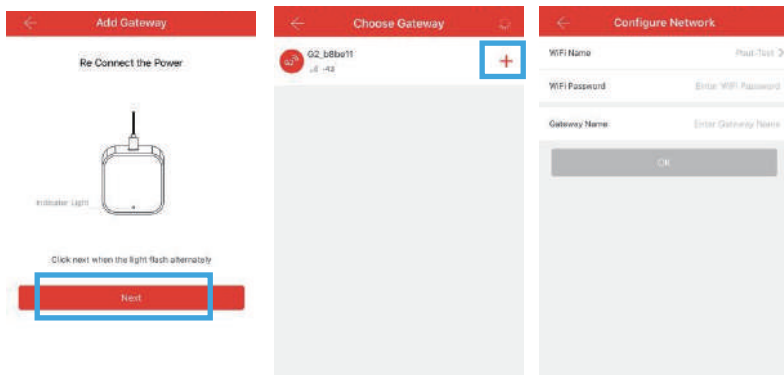 Add Gateway
Re Connect the Power
Indicator Light
Click next when the light flash alternately
Next
Choose Gateway
G2
G2_b8be11
-43
Configure Network
WiFi Name
WiFi Password
Enter WiFi Password
Gateway Name
Enter Gateway Name
OK